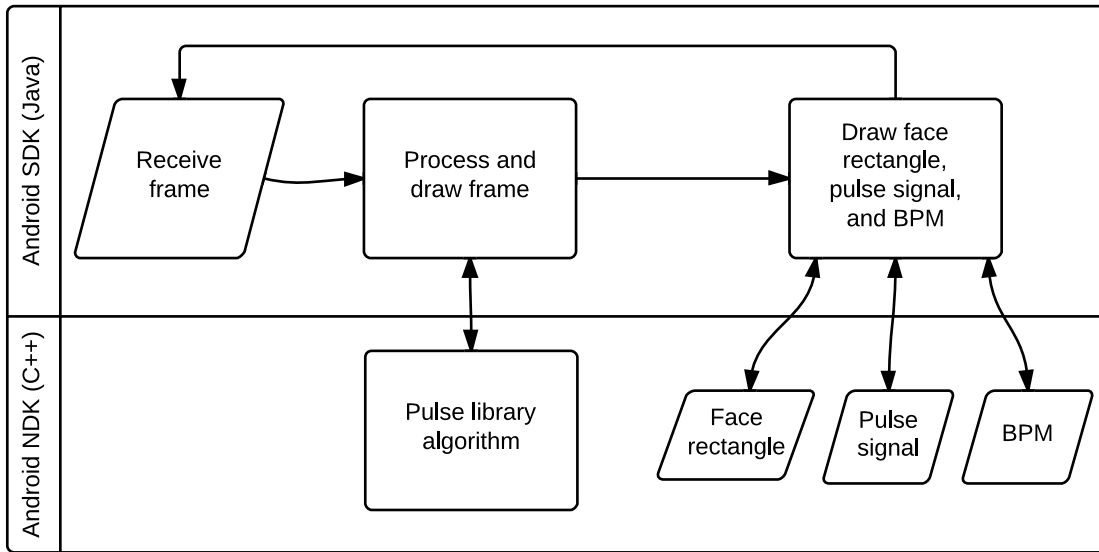 Android SDK (Java)
Receive
frame
Process and
draw frame
Draw face
rectangle,
pulse signal,
and BPM
Android NDK (C++)
Pulse library
algorithm
Face
rectangle
Pulse
signal
BPM